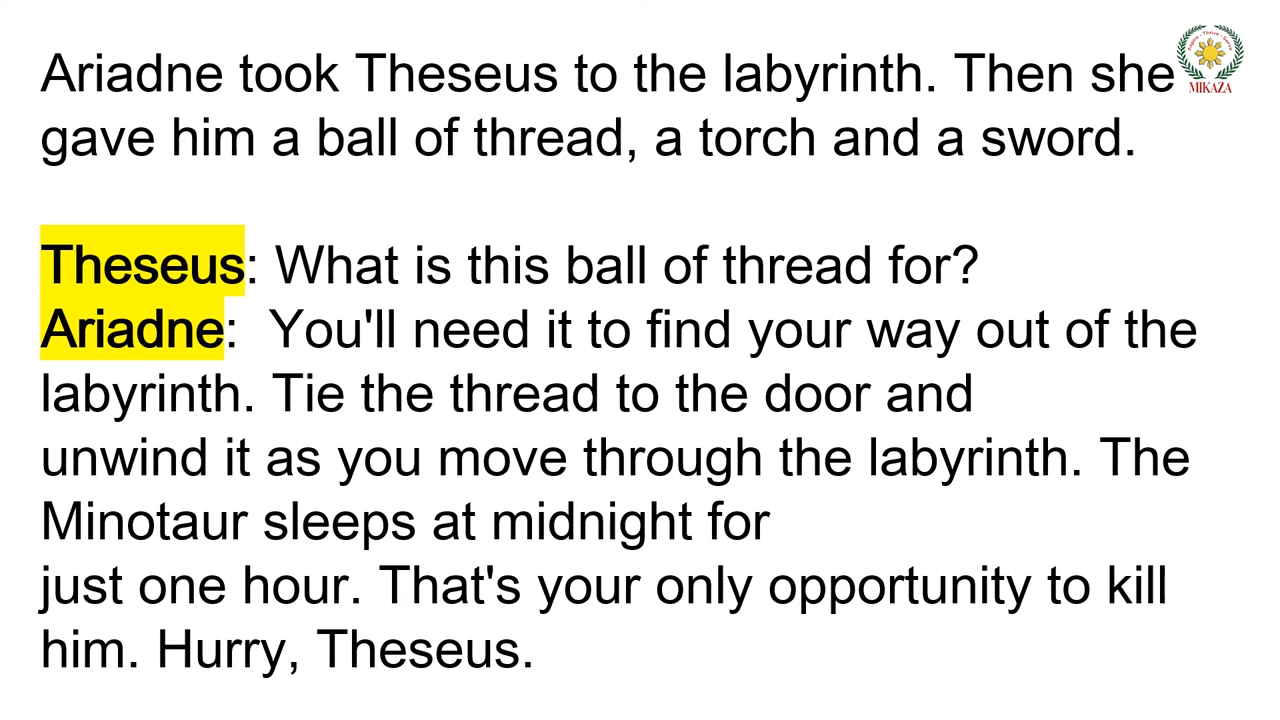 Ariadne took Theseus to the labyrinth. Then she
gave him a ball of thread, a torch and a sword.
Theseus: What is this ball of thread for?
Ariadne:  You'll need it to find your way out of the
labyrinth. Tie the thread to the door and
unwind it as you move through the labyrinth. The
Minotaur sleeps at midnight for
just one hour. That's your only opportunity to kill
him. Hurry, Theseus.
MIKAZA